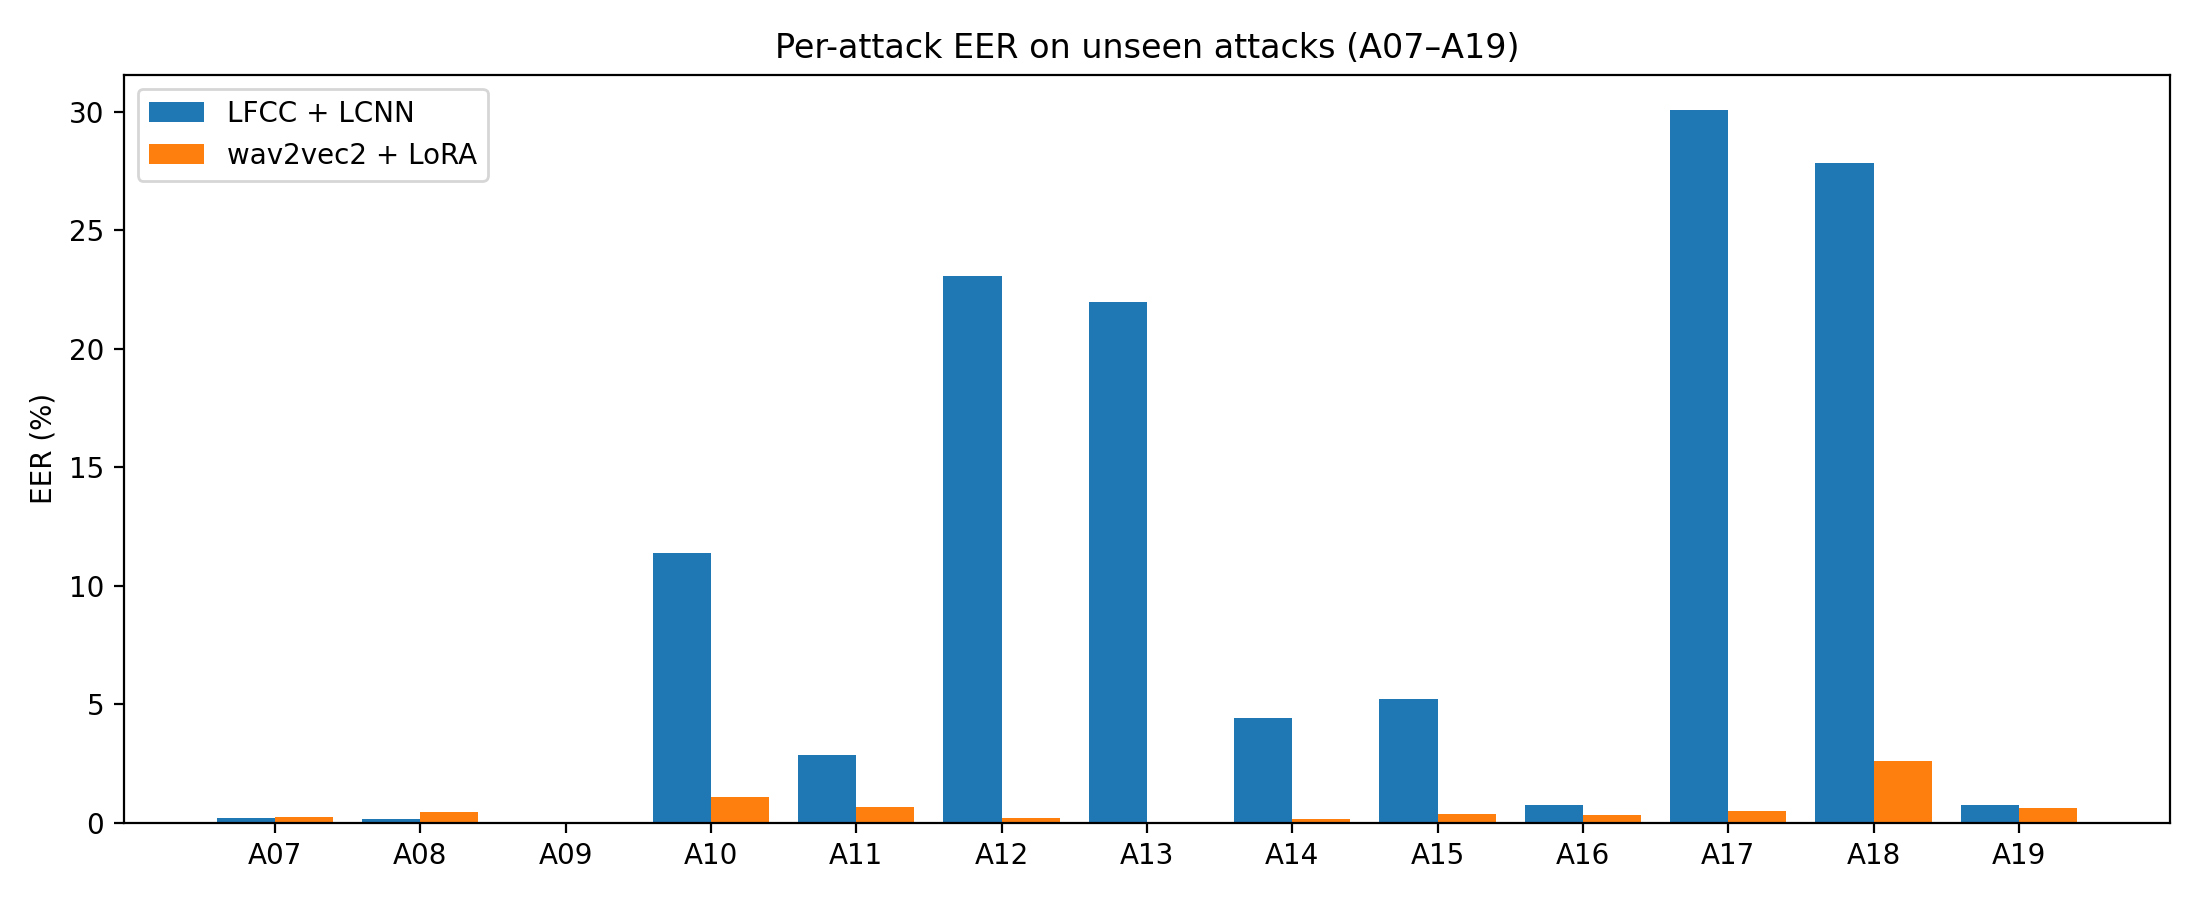 Per-attack EER on unseen attacks (A07–A19)
LFCC + LCNN
wav2vec2 + LoRA
EER (%)
30
25
20
15
10
5
0
A07 A08 A09 A10 A11 A12 A13 A14 A15 A16 A17 A18 A19